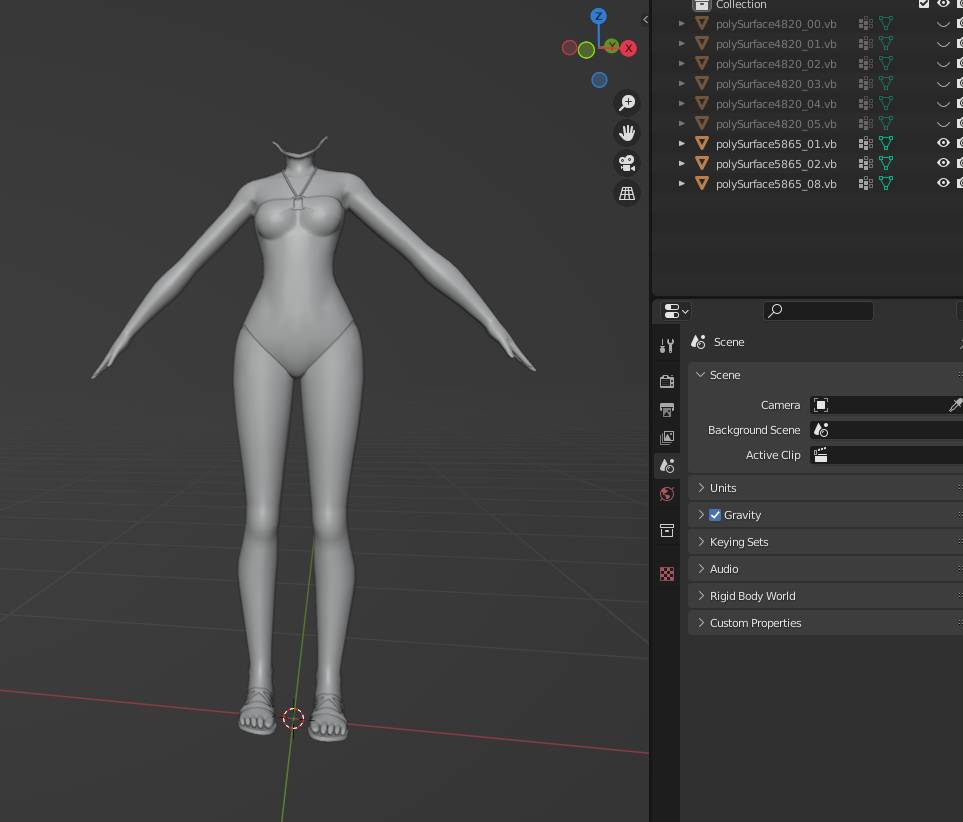 Collection
Z
polySurface4820_00.vb
polySurface4820_01.vb
Y
X
polySurface4820_02.vb
polySurface4820_03.vb
polySurface4820_04.vb
polySurface4820_05.vb
polySurface5865_01.vb
polySurface5865_02.vb
polySurface5865_08.vb
Scene
Scene
Camera
Background Scene
Active Clip
Units
Gravity
Keying Sets
Audio
Rigid Body World
Custom Properties